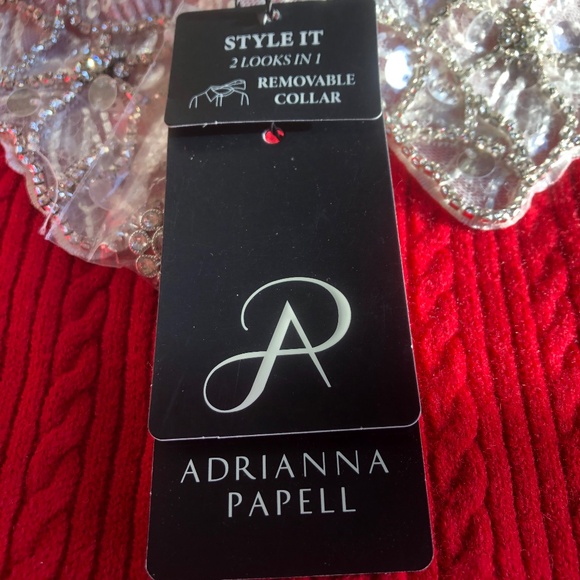 STYLE IT
2 LOOKS IN 1
REMOVABLE
COLLAR
AP
ADRIANNA
PAPELL